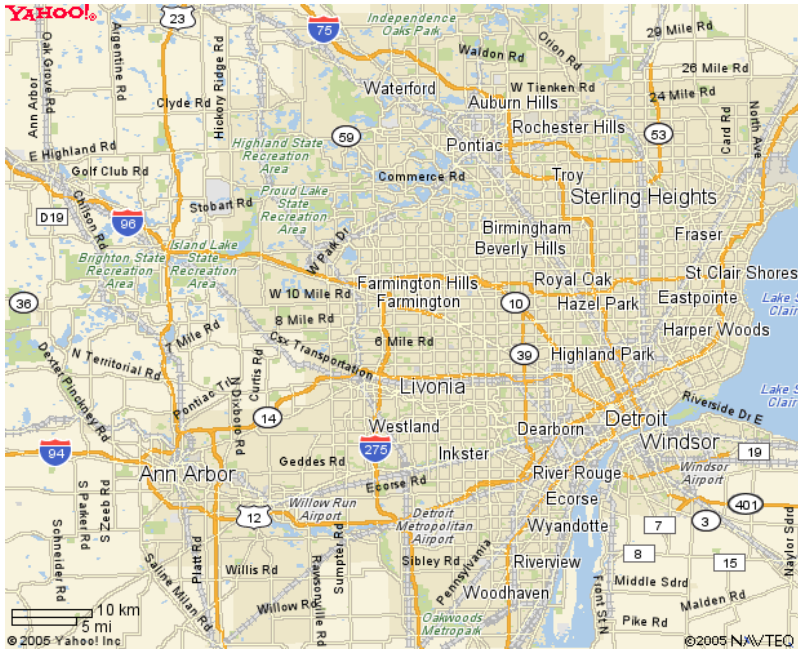 YAHOO!®
23
Independence
Oaks Park
75
Orion Rd
29 Mile Rd
Oak Grove Rd
Argentine Rd
Hickory Ridge Rd
Waldon Rd
26 Mile Rd
Waterford
W Tienken Rd
24 Mile Rd
Ann Arbor
Clyde Rd
Auburn Hills
Card Rd
North Ave
59
Rochester Hills
53
E Highland Rd
Highland State
Recreation
Area
Pontiac
Golf Club Rd
Commerce Rd
Troy
Proud Lake
State
Recreation
Area
Sterling Heights
Stobart Rd
D19
Chilson Rd
96
Birmingham
Fraser
W Park Dr
Beverly Hills
Island Lake
State
Recreation
Area
Brighton State
Recreation
Area
Farmington Hills
Royal Oak
St Clair Shores
36
W 10 Mile Rd
Farmington
10
Hazel Park
Eastpointe
Lake S
Clair
8 Mile Rd
Harper Woods
7 Mile Rd
Csx Transportation
6 Mile Rd
39
Highland Park
Dexter Pinckney Rd
N Territorial Rd
Curtis Rd
Livonia
Lake S
Clair
Pontiac Trl
N Dixboro Rd
14
Riverside Dr E
Detroit
Westland
Dearborn
Windsor
94
275
Inkster
19
Geddes Rd
Ann Arbor
River Rouge
Windsor
Airport
Ecorse Rd
S Parker Rd
S Zeeb Rd
Willow Run
Airport
Ecorse
401
12
Detroit
Metropolitan
Airport
Wyandotte
3
7
Schneider Rd
Platt Rd
Sumpter Rd
Pennsylvania
8
Naylor Sdrd
Saline Milan Rd
Willis Rd
Rawsonville Rd
Sibley Rd
Riverview
15
Middle Sdrd
Willow Rd
Woodhaven
Front St N
Malden Rd
10 km
5 mi
Oakwoods
Metropark
Pike Rd
©2005 Yahoo! Inc
©2005 NAVTEQ